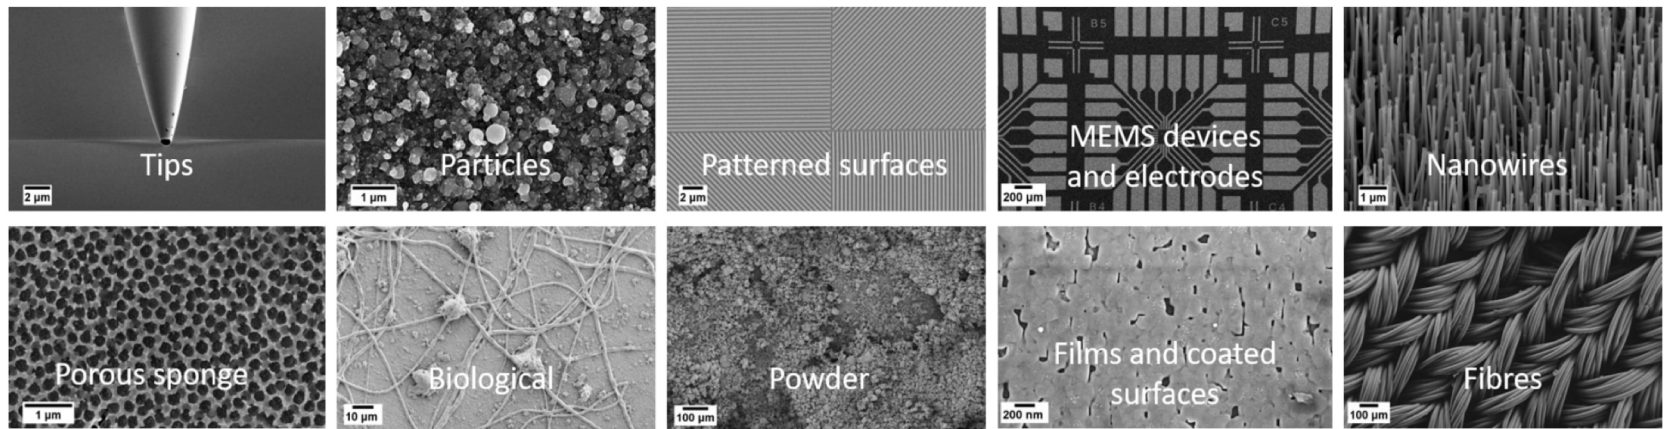 B5
C5
Tips
Particles
Patterned surfaces
MEMS devices
and electrodes
Nanowires
2 µm
1 µm
2 µm
200 µm
B4
C4
1 µm
Porous sponge
Biological
Powder
Films and coated
surfaces
Fibres
1 µm
10 µm
100 µm
200 nm
100 µm